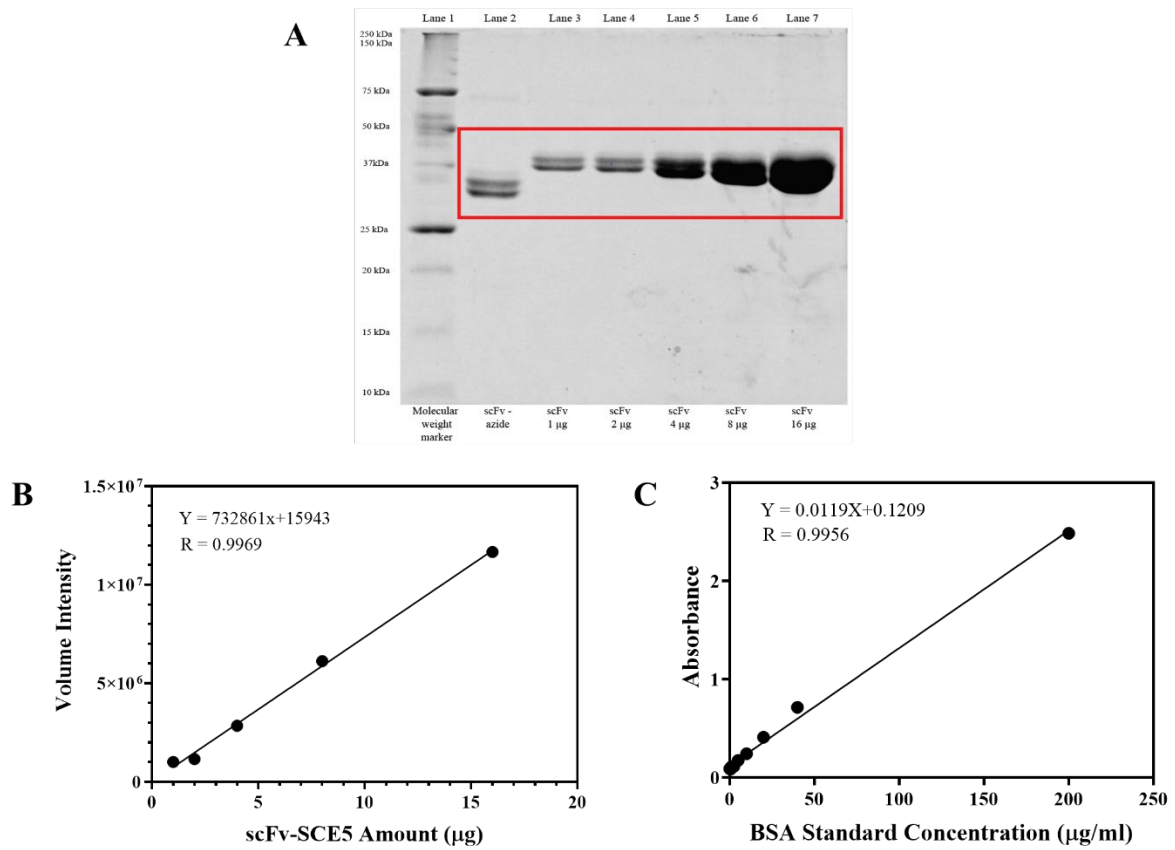 A
Lane 1 Lane 2 Lane 3 Lane 4 Lane 5 Lane 6 Lane 7
250 kDa
150 kDa
75 kDa
50 kDa
37kDa
25 kDa
20 kDa
15 kDa
10 kDa
Molecular scFv - scFv scFv scFv scFv scFv
weight azide 1 µg 2 µg 4 µg 8 µg 16 µg
marker
B
Y = 732861x+15943
R = 0.9969
Volume Intensity
1.5×10⁷
1×10⁷
5×10⁶
0
0 5 10 15 20
scFv-SCE5 Amount (µg)
C
Y = 0.0119X+0.1209
R = 0.9956
Absorbance
3
2
1
0
0 50 100 150 200 250
BSA Standard Concentration (µg/ml)